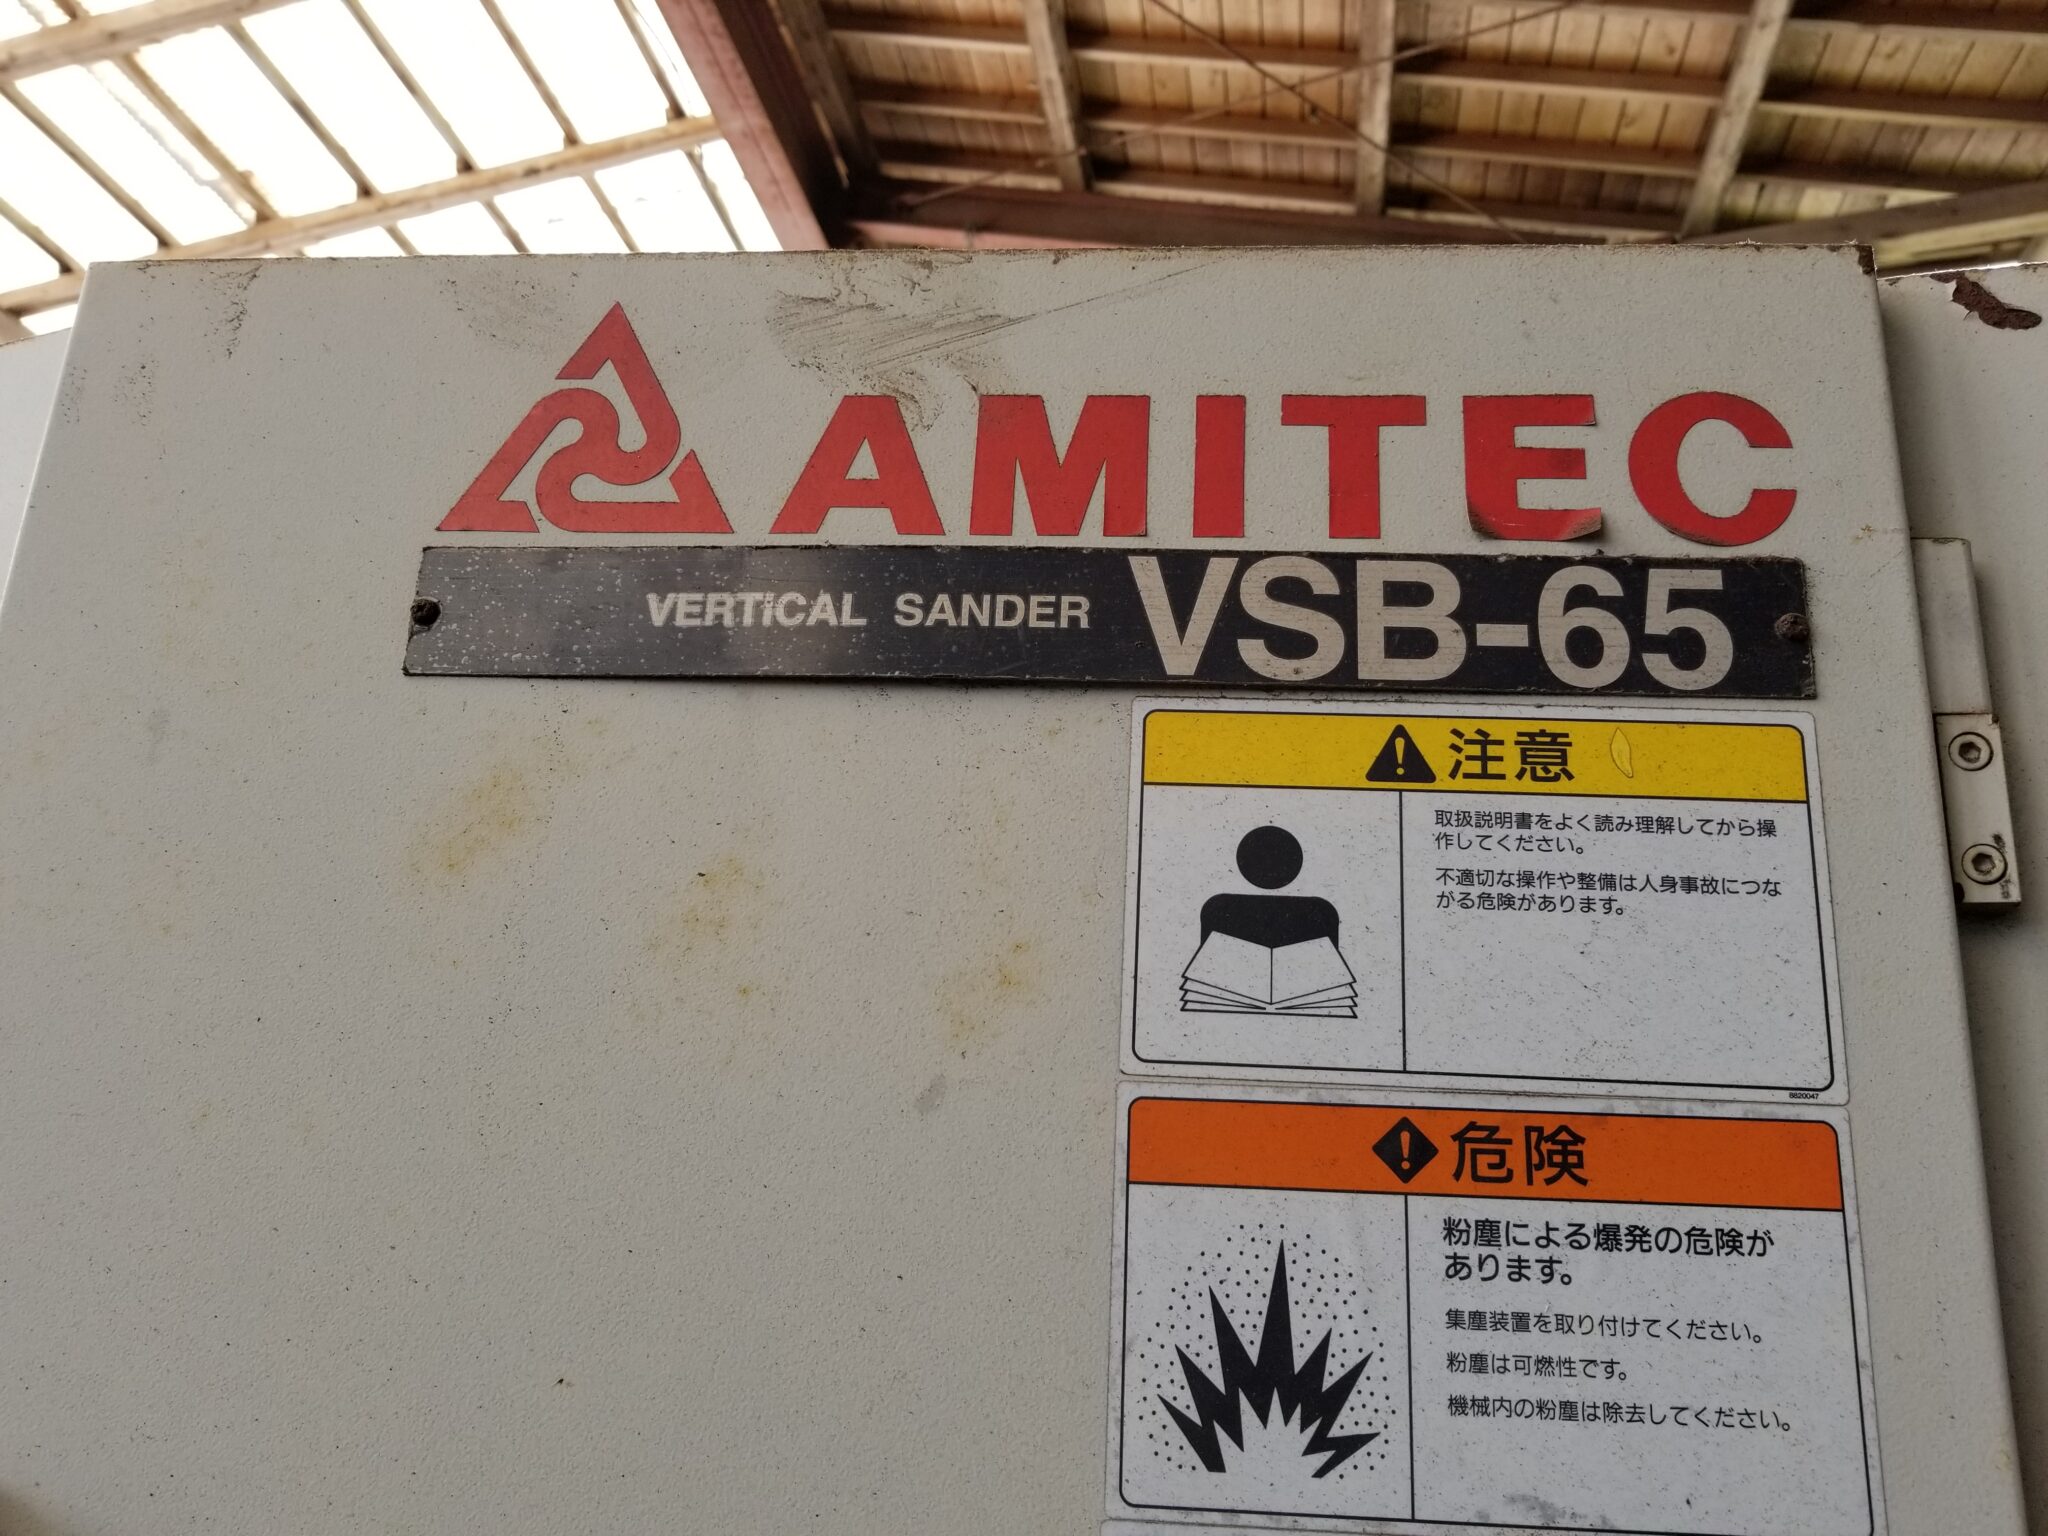 AMITEC
VERTICAL SANDER VSB-65
注意
取扱説明書をよく読み理解してから操
作してください。
不適切な操作や整備は人身事故につな
がる危険があります。
8820047
危険
粉塵による爆発の危険が
あります。
集塵装置を取り付けてください。
粉塵は可燃性です。
機械内の粉塵は除去してください。